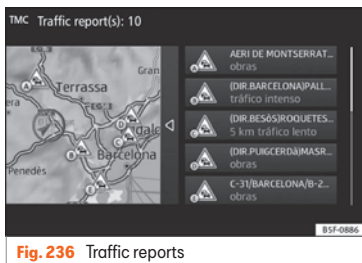 TMC Traffic report(s): 10
Terrassa
Gran
Barcelona
Penedès
AERI DE MONTSERRAT...
obras
(DIR.BARCELONA)PALL...
tráfico intenso
(DIR.BESòS)ROQUETES...
5 km tráfico lento
(DIR.PUIGCERDà)MASR...
obras
C-31/BARCELONA/B-2...
obras
BSF-0886
Fig. 236 Traffic reports